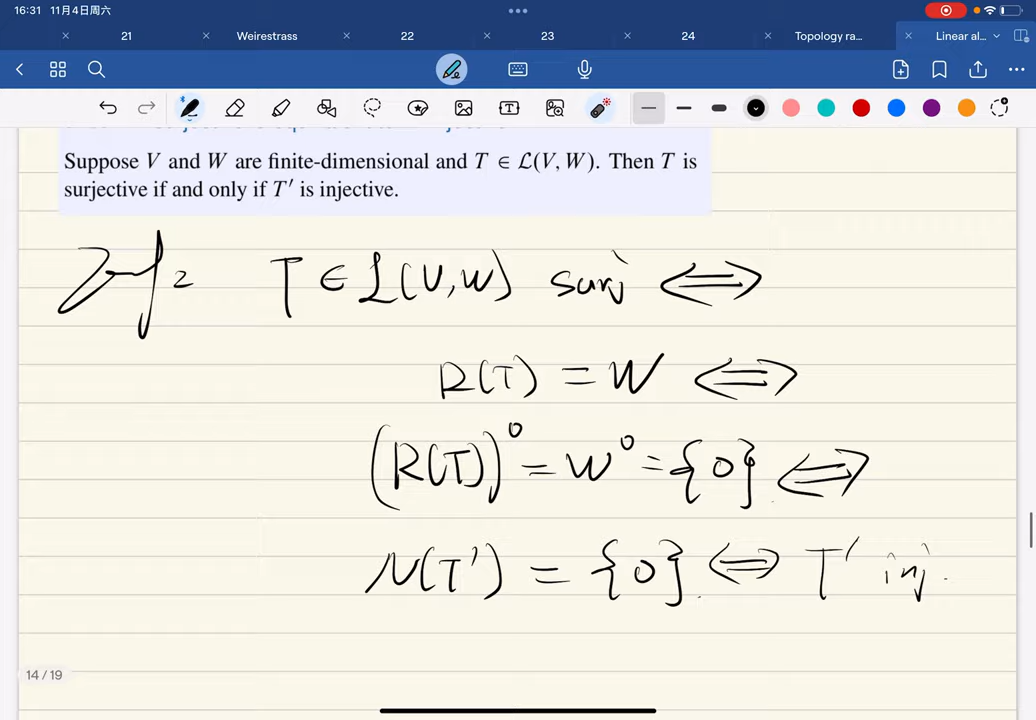 16:31 11月4日周六
21 Weirestrass 22 23 24 Topology ra... Linear al...
Suppose V and W are finite-dimensional and T ∈ ℒ(V, W). Then T is
surjective if and only if T′ is injective.
T ∈ ℒ(V,W) surj ⟺
R(T) = W ⟺
(R(T))⁰ = W⁰ = {0} ⟺
N(T′) = {0} ⟺ T′ inj.
14 / 19